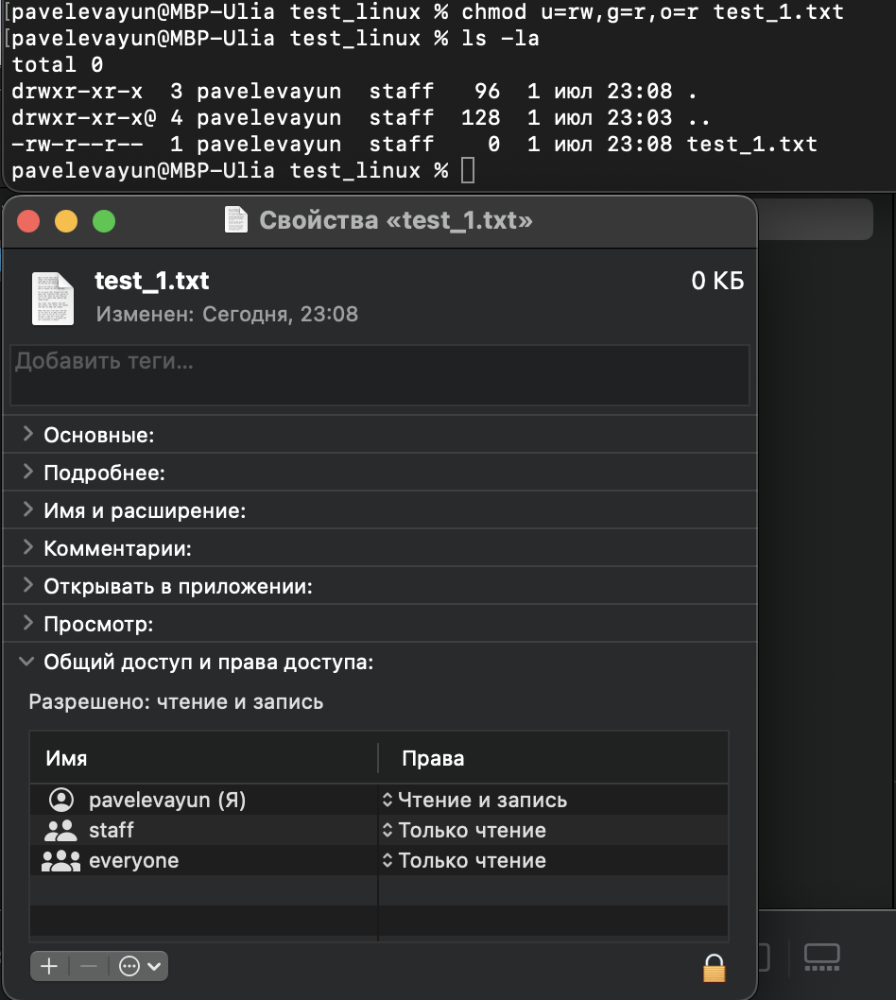 [pavelevayun@MBP-Ulia test_linux % chmod u=rw,g=r,o=r test_1.txt
[pavelevayun@MBP-Ulia test_linux % ls -la
total 0
drwxr-xr-x  3 pavelevayun  staff   96  1 июл 23:08 .
drwxr-xr-x@ 4 pavelevayun  staff  128  1 июл 23:03 ..
-rw-r--r--  1 pavelevayun  staff    0  1 июл 23:08 test_1.txt
pavelevayun@MBP-Ulia test_linux %
Свойства «test_1.txt»
test_1.txt 0 КБ
Изменен: Сегодня, 23:08
Добавить теги...
Основные:
Подробнее:
Имя и расширение:
Комментарии:
Открывать в приложении:
Просмотр:
Общий доступ и права доступа:
Разрешено: чтение и запись
Имя Права
pavelevayun (Я) Чтение и запись
staff Только чтение
everyone Только чтение